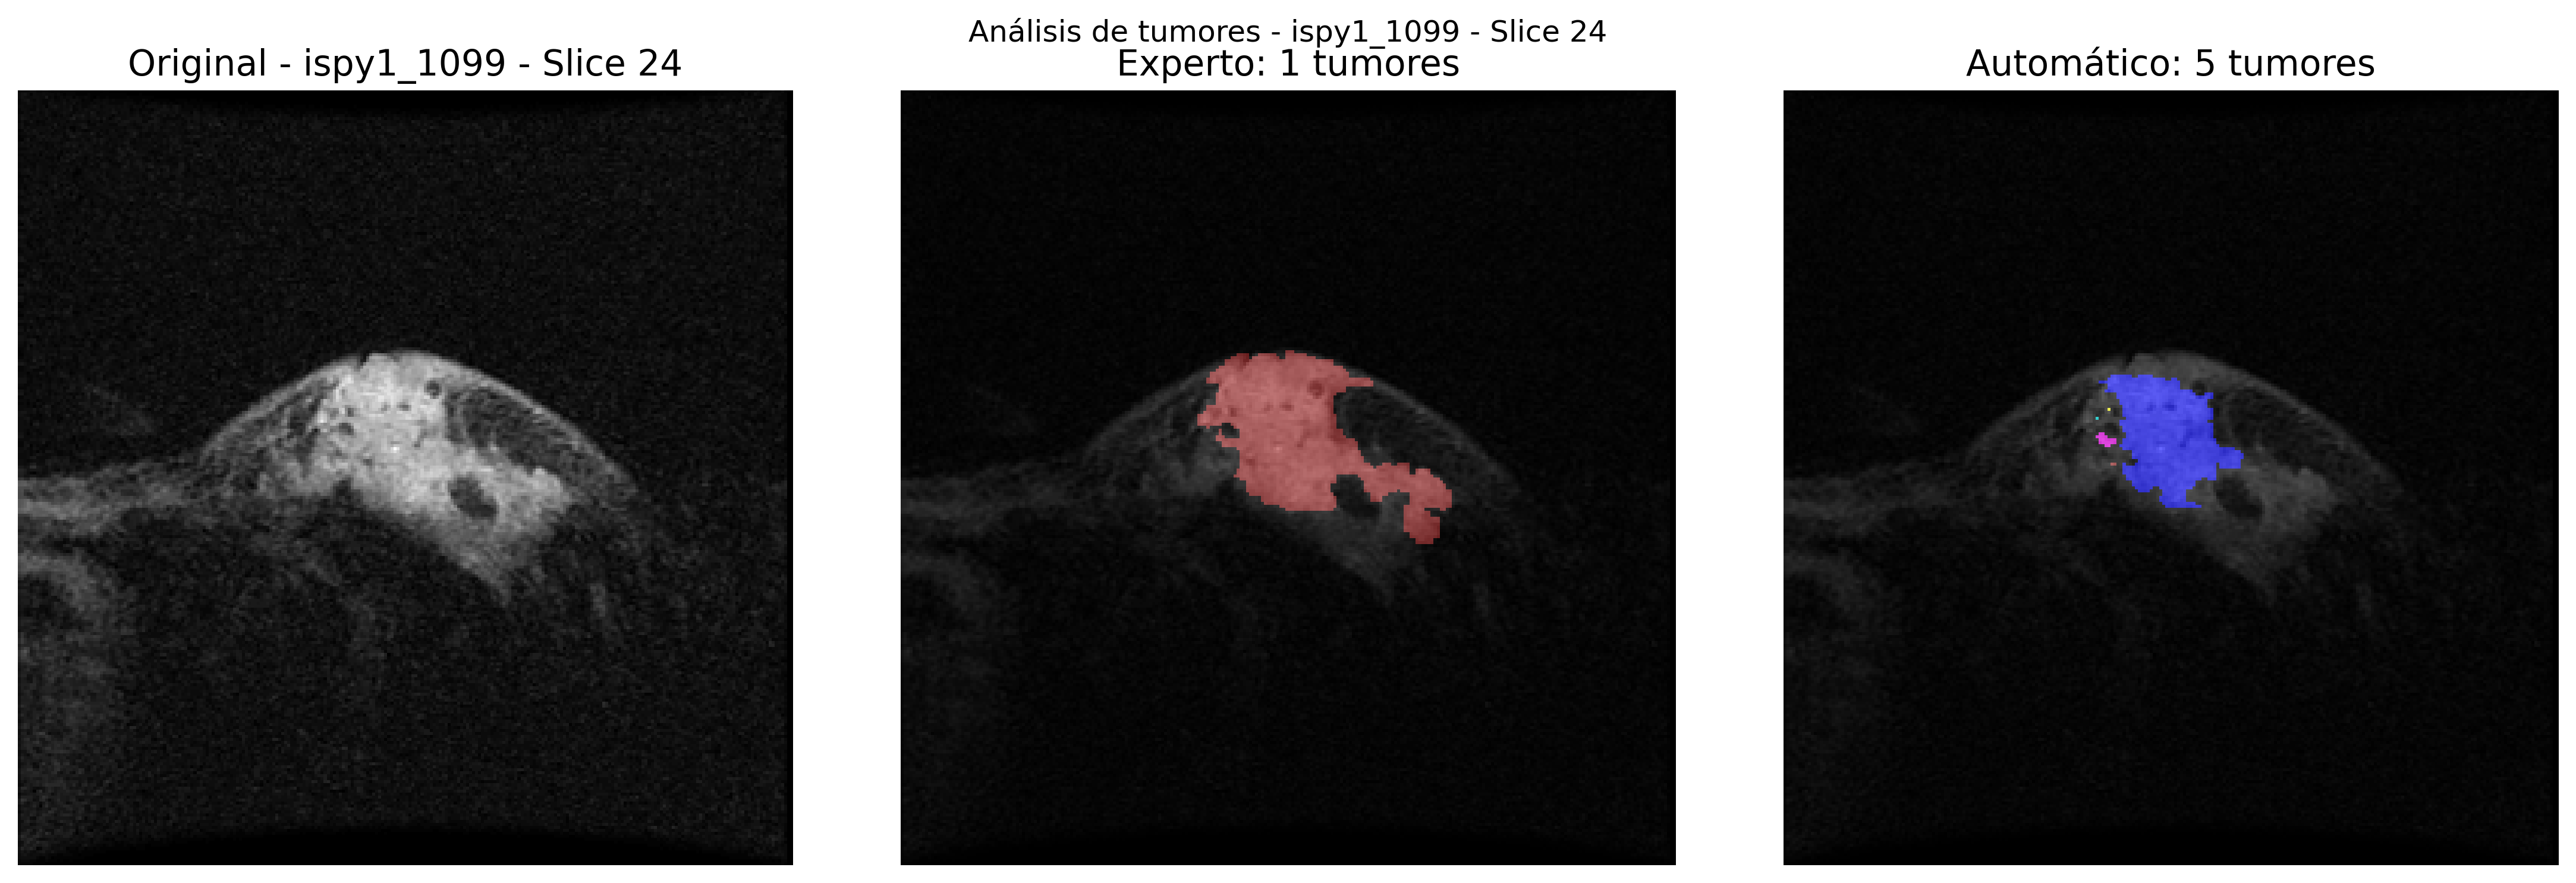 Análisis de tumores - ispy1_1099 - Slice 24
Original - ispy1_1099 - Slice 24
Experto: 1 tumores
Automático: 5 tumores